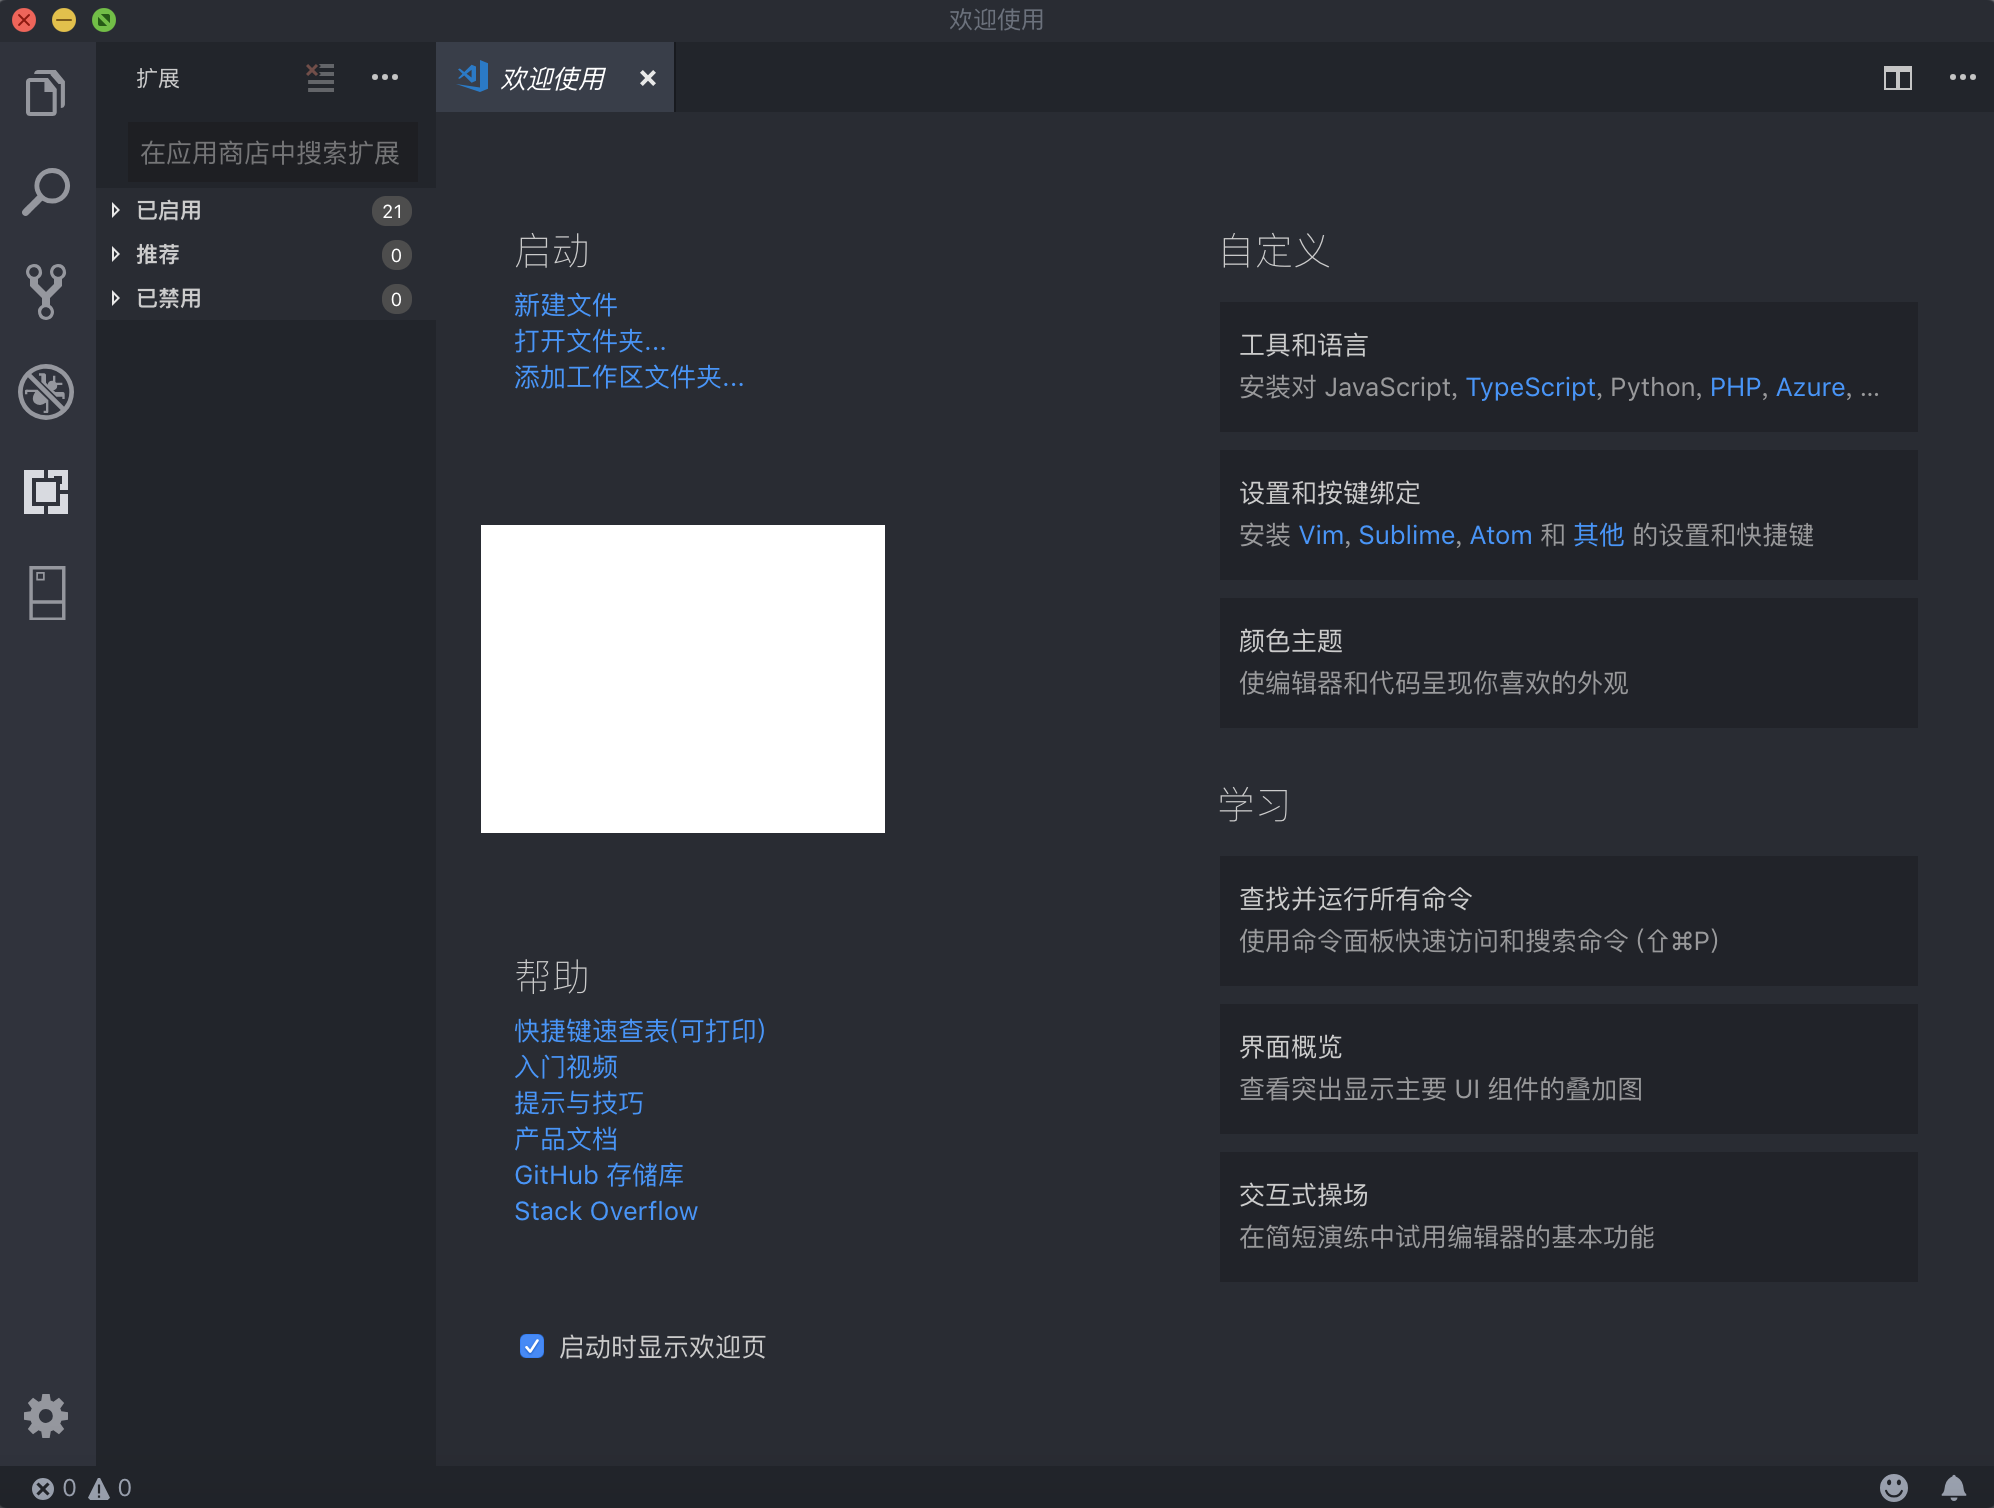 欢迎使用
扩展
欢迎使用
在应用商店中搜索扩展
已启用 21
推荐 0
已禁用 0
启动
新建文件
打开文件夹...
添加工作区文件夹...
帮助
快捷键速查表(可打印)
入门视频
提示与技巧
产品文档
GitHub 存储库
Stack Overflow
启动时显示欢迎页
自定义
工具和语言
安装对 JavaScript, TypeScript, Python, PHP, Azure, ...
设置和按键绑定
安装 Vim, Sublime, Atom 和 其他 的设置和快捷键
颜色主题
使编辑器和代码呈现你喜欢的外观
学习
查找并运行所有命令
使用命令面板快速访问和搜索命令 (⇧⌘P)
界面概览
查看突出显示主要 UI 组件的叠加图
交互式操场
在简短演练中试用编辑器的基本功能
0 0